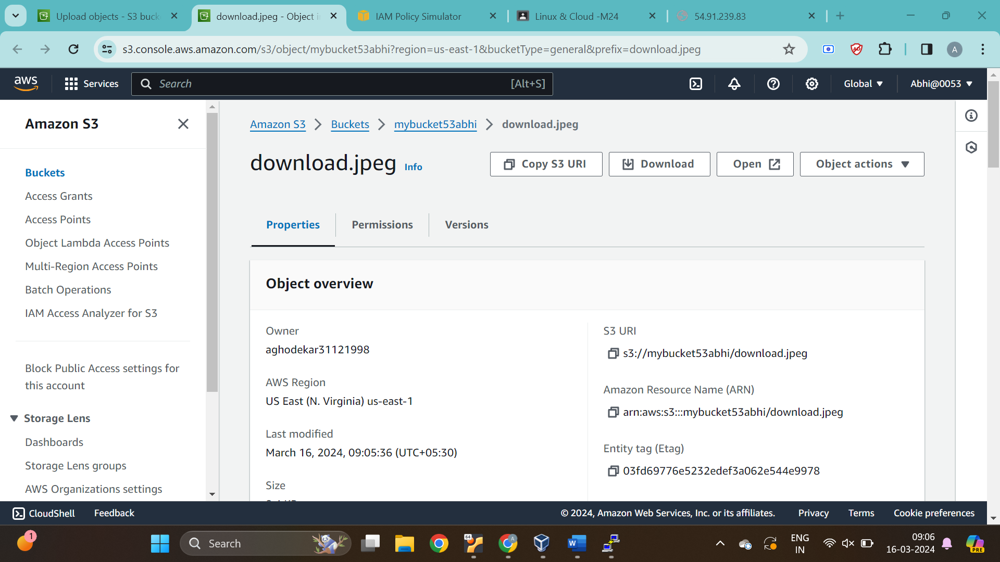 Upload objects - S3 buck
download.jpeg - Object i
IAM Policy Simulator
Linux & Cloud -M24
54.91.239.83
s3.console.aws.amazon.com/s3/object/mybucket53abhi?region=us-east-1&bucketType=general&prefix=download.jpeg
A
aws
Services
Search
[Alt+S]
Global
Abhi@0053
Amazon S3
Buckets
Access Grants
Access Points
Object Lambda Access Points
Multi-Region Access Points
Batch Operations
IAM Access Analyzer for S3
Block Public Access settings for
this account
Storage Lens
Dashboards
Storage Lens groups
AWS Organizations settings
Amazon S3
Buckets
mybucket53abhi
download.jpeg
download.jpeg
Info
Copy S3 URI
Download
Open
Object actions
Properties
Permissions
Versions
Object overview
Owner
aghodekar31121998
AWS Region
US East (N. Virginia) us-east-1
Last modified
March 16, 2024, 09:05:36 (UTC+05:30)
Size
S3 URI
s3://mybucket53abhi/download.jpeg
Amazon Resource Name (ARN)
arn:aws:s3:::mybucket53abhi/download.jpeg
Entity tag (Etag)
03fd69776e5232edef3a062e544e9978
CloudShell
Feedback
© 2024, Amazon Web Services, Inc. or its affiliates.
Privacy
Terms
Cookie preferences
1
Search
64
A
W
ENG
IN
09:06
16-03-2024
PRE